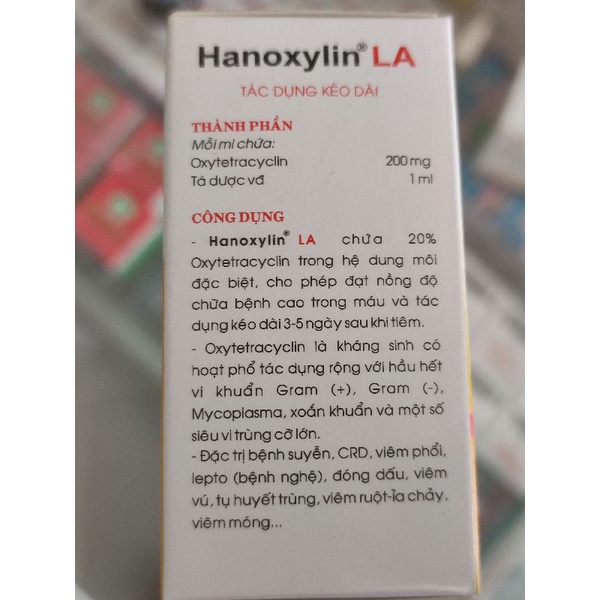 Hanoxylin® LA
TÁC DỤNG KÉO DÀI
THÀNH PHẦN
Mỗi ml chứa:
Oxytetracyclin 200 mg
Tá dược vđ 1 ml
CÔNG DỤNG
- Hanoxylin® LA chứa 20%
Oxytetracyclin trong hệ dung môi
đặc biệt, cho phép đạt nồng độ
chữa bệnh cao trong máu và tác
dụng kéo dài 3-5 ngày sau khi tiêm.
- Oxytetracyclin là kháng sinh có
hoạt phổ tác dụng rộng với hầu hết
vi khuẩn Gram (+), Gram (-),
Mycoplasma, xoắn khuẩn và một số
siêu vi trùng cỡ lớn.
- Đặc trị bệnh suyễn, CRD, viêm phổi,
lepto (bệnh nghệ), đóng dấu, viêm
vú, tụ huyết trùng, viêm ruột-ỉa chảy,
viêm móng...